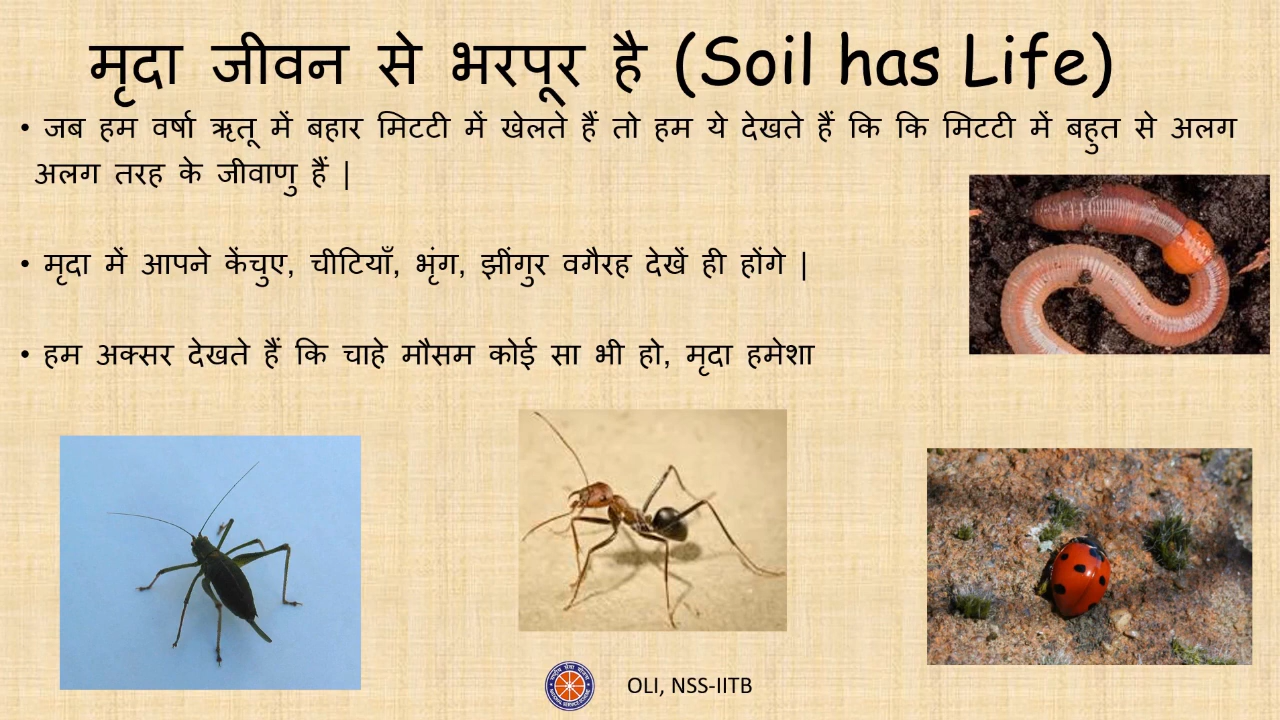 मृदा जीवन से भरपूर है (Soil has Life)
• जब हम वर्षा ऋतू में बहार मिटटी में खेलते हैं तो हम ये देखते हैं कि कि मिटटी में बहुत से अलग
अलग तरह के जीवाणु हैं |
• मृदा में आपने केंचुए, चीटियाँ, भृंग, झींगुर वगैरह देखें ही होंगे |
• हम अक्सर देखते हैं कि चाहे मौसम कोई सा भी हो, मृदा हमेशा
OLI, NSS-IITB